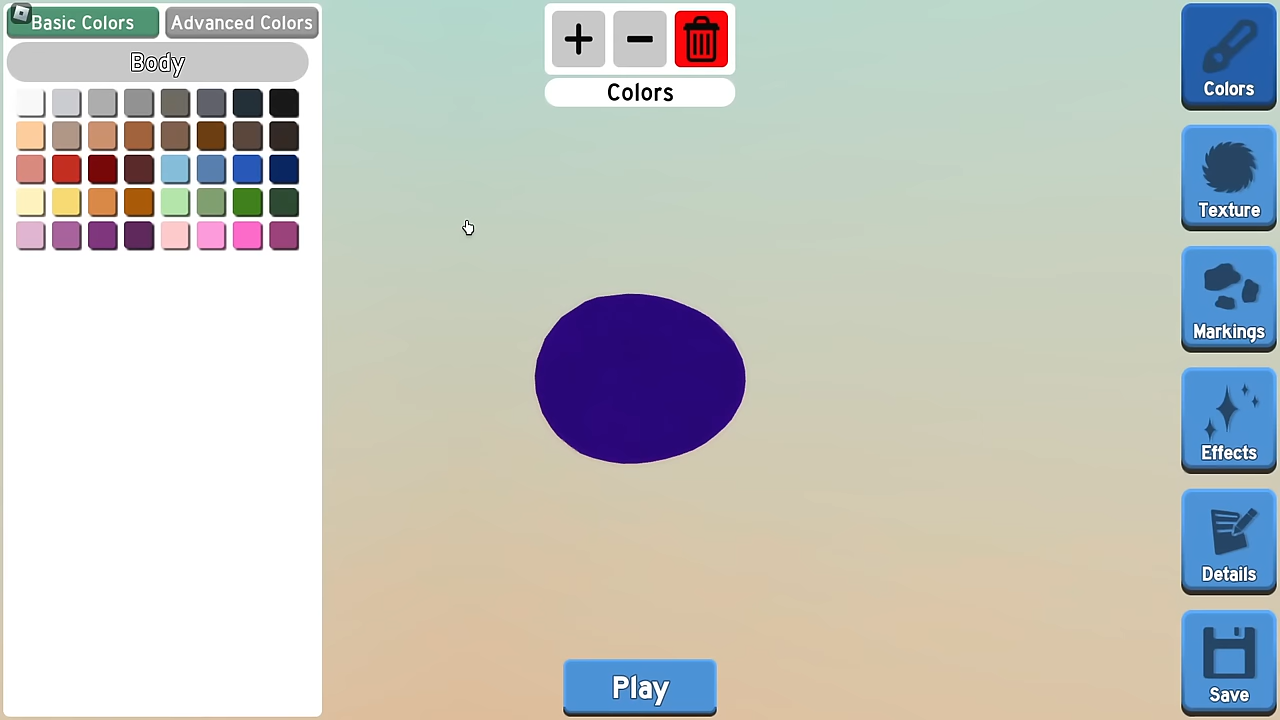 Basic Colors
Advanced Colors
Body
Colors
Colors
Texture
Markings
Effects
Details
Save
Play